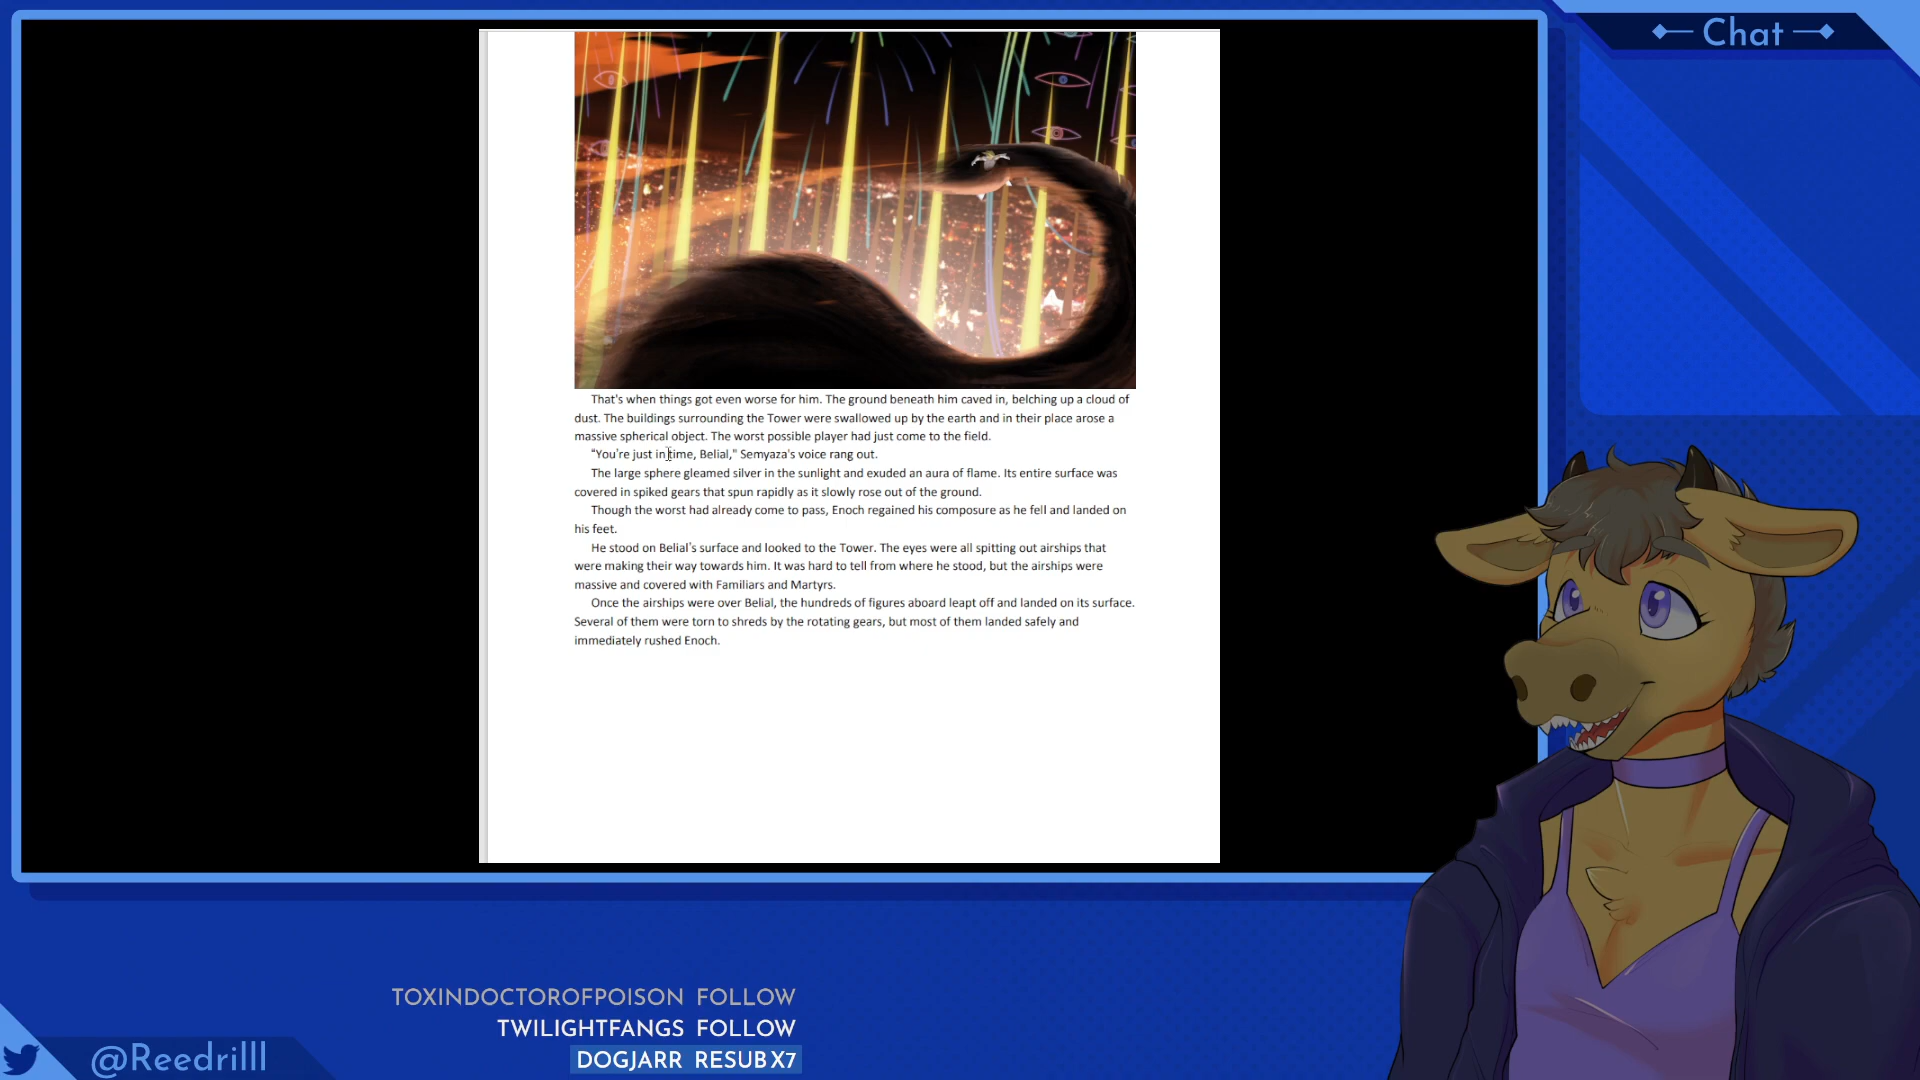 Chat
That's when things got even worse for him. The ground beneath him caved in, belching up a cloud of
dust. The buildings surrounding the Tower were swallowed up by the earth and in their place arose a
massive spherical object. The worst possible player had just come to the field.
“You're just in time, Belial," Semyaza's voice rang out.
The large sphere gleamed silver in the sunlight and exuded an aura of flame. Its entire surface was
covered in spiked gears that spun rapidly as it slowly rose out of the ground.
Though the worst had already come to pass, Enoch regained his composure as he fell and landed on
his feet.
He stood on Belial's surface and looked to the Tower. The eyes were all spitting out airships that
were making their way towards him. It was hard to tell from where he stood, but the airships were
massive and covered with Familiars and Martyrs.
Once the airships were over Belial, the hundreds of figures aboard leapt off and landed on its surface.
Several of them were torn to shreds by the rotating gears, but most of them landed safely and
immediately rushed Enoch.
TOXINDOCTOROFPOISON FOLLOW
TWILIGHTFANGS FOLLOW
DOGJARR RESUB X7
@Reedrilll